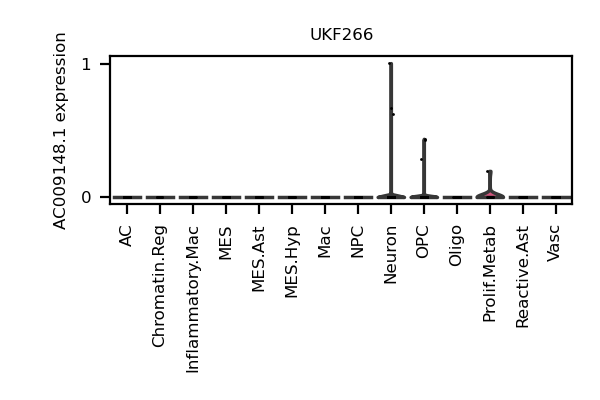 UKF266
AC009148.1 expression
1
0
AC
Chromatin.Reg
Inflammatory.Mac
MES
MES.Ast
MES.Hyp
Mac
NPC
Neuron
OPC
Oligo
Prolif.Metab
Reactive.Ast
Vasc